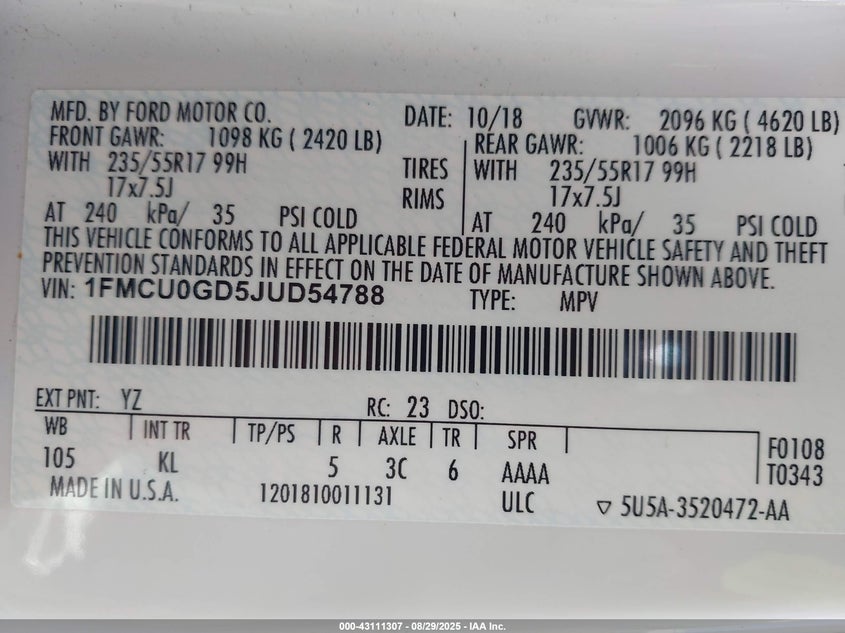 MFD. BY FORD MOTOR CO. DATE: 10/18 GVWR: 2096 KG ( 4620 LB)
FRONT GAWR: 1098 KG ( 2420 LB) REAR GAWR: 1006 KG ( 2218 LB)
WITH 235/55R17 99H TIRES WITH 235/55R17 99H
17x7.5J RIMS 17x7.5J
AT 240 kPa/ 35 PSI COLD AT 240 kPa/ 35 PSI COLD
THIS VEHICLE CONFORMS TO ALL APPLICABLE FEDERAL MOTOR VEHICLE SAFETY AND THEFT
PREVENTION STANDARDS IN EFFECT ON THE DATE OF MANUFACTURE SHOWN ABOVE.
VIN: 1FMCU0GD5JUD54788 TYPE: MPV
EXT PNT: YZ RC: 23 DSO:
WB INT TR TP/PS R AXLE TR SPR F0108
105 KL 5 3C 6 AAAA T0343
MADE IN U.S.A. 1201810011131 ULC ▽ 5U5A-3520472-AA
000-43111307 - 08/29/2025 - IAA Inc.